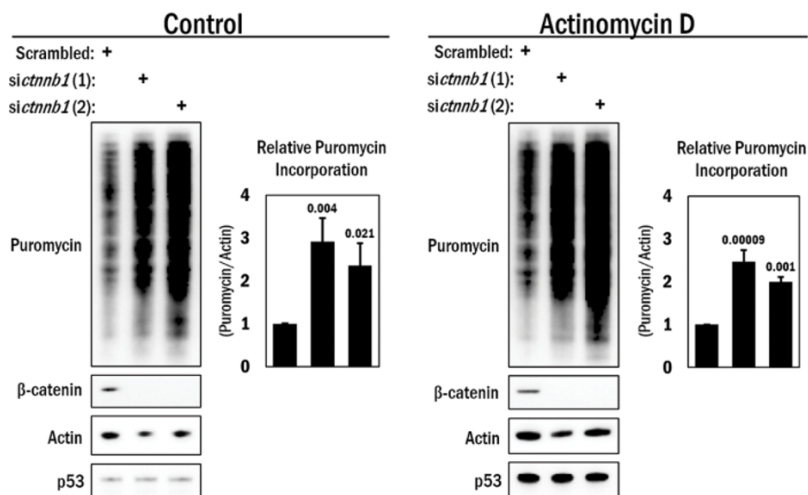 Control
Scrambled: +
sictnnb1(1): +
sictnnb1(2): +
Puromycin
β-catenin
Actin
p53
Relative Puromycin
Incorporation
(Puromycin/Actin)
4
3
2
1
0
0.004
0.021
Actinomycin D
Scrambled: +
sictnnb1(1): +
sictnnb1(2): +
Puromycin
β-catenin
Actin
p53
Relative Puromycin
Incorporation
(Puromycin/Actin)
4
3
2
1
0
0.00009
0.001